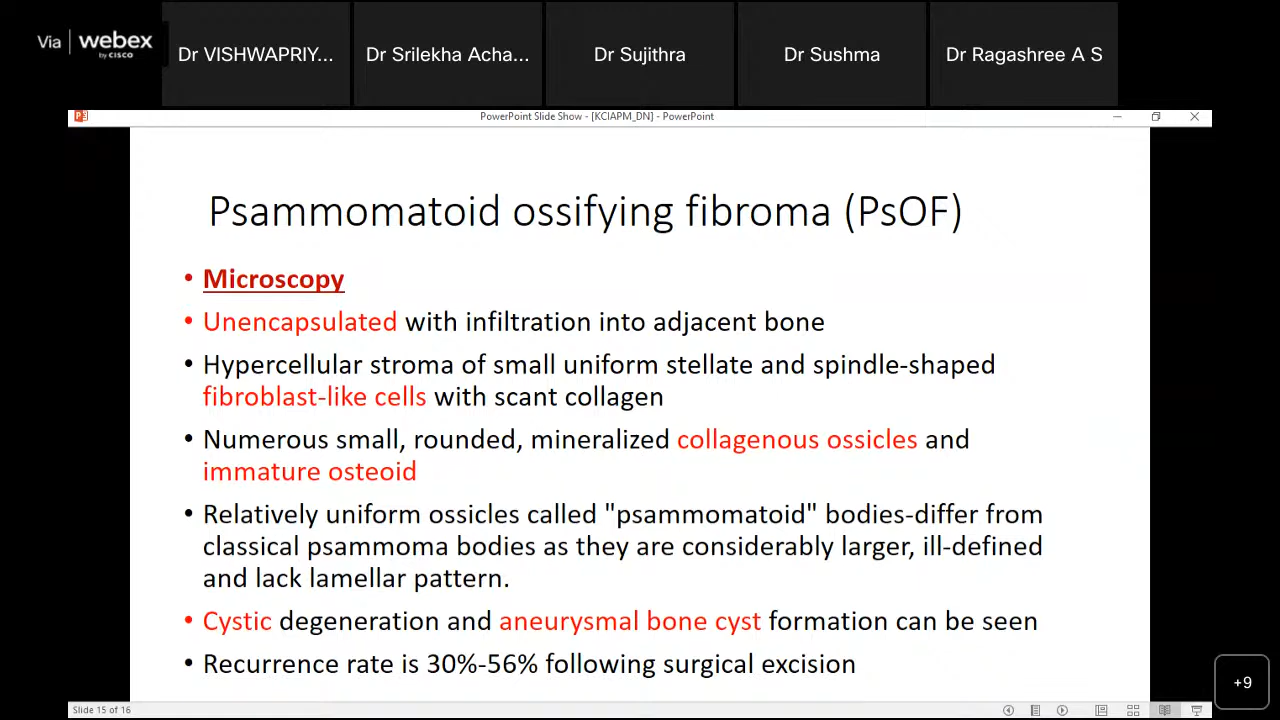 Via | webex
by CISCO
Dr VISHWAPRIY...
Dr Srilekha Acha...
Dr Sujithra
Dr Sushma
Dr Ragashree A S
PowerPoint Slide Show - [KCIAPM_DN] - PowerPoint
Psammomatoid ossifying fibroma (PsOF)
• Microscopy
• Unencapsulated with infiltration into adjacent bone
• Hypercellular stroma of small uniform stellate and spindle-shaped
fibroblast-like cells with scant collagen
• Numerous small, rounded, mineralized collagenous ossicles and
immature osteoid
• Relatively uniform ossicles called "psammomatoid" bodies-differ from
classical psammoma bodies as they are considerably larger, ill-defined
and lack lamellar pattern.
• Cystic degeneration and aneurysmal bone cyst formation can be seen
• Recurrence rate is 30%-56% following surgical excision
+9
Slide 15 of 16